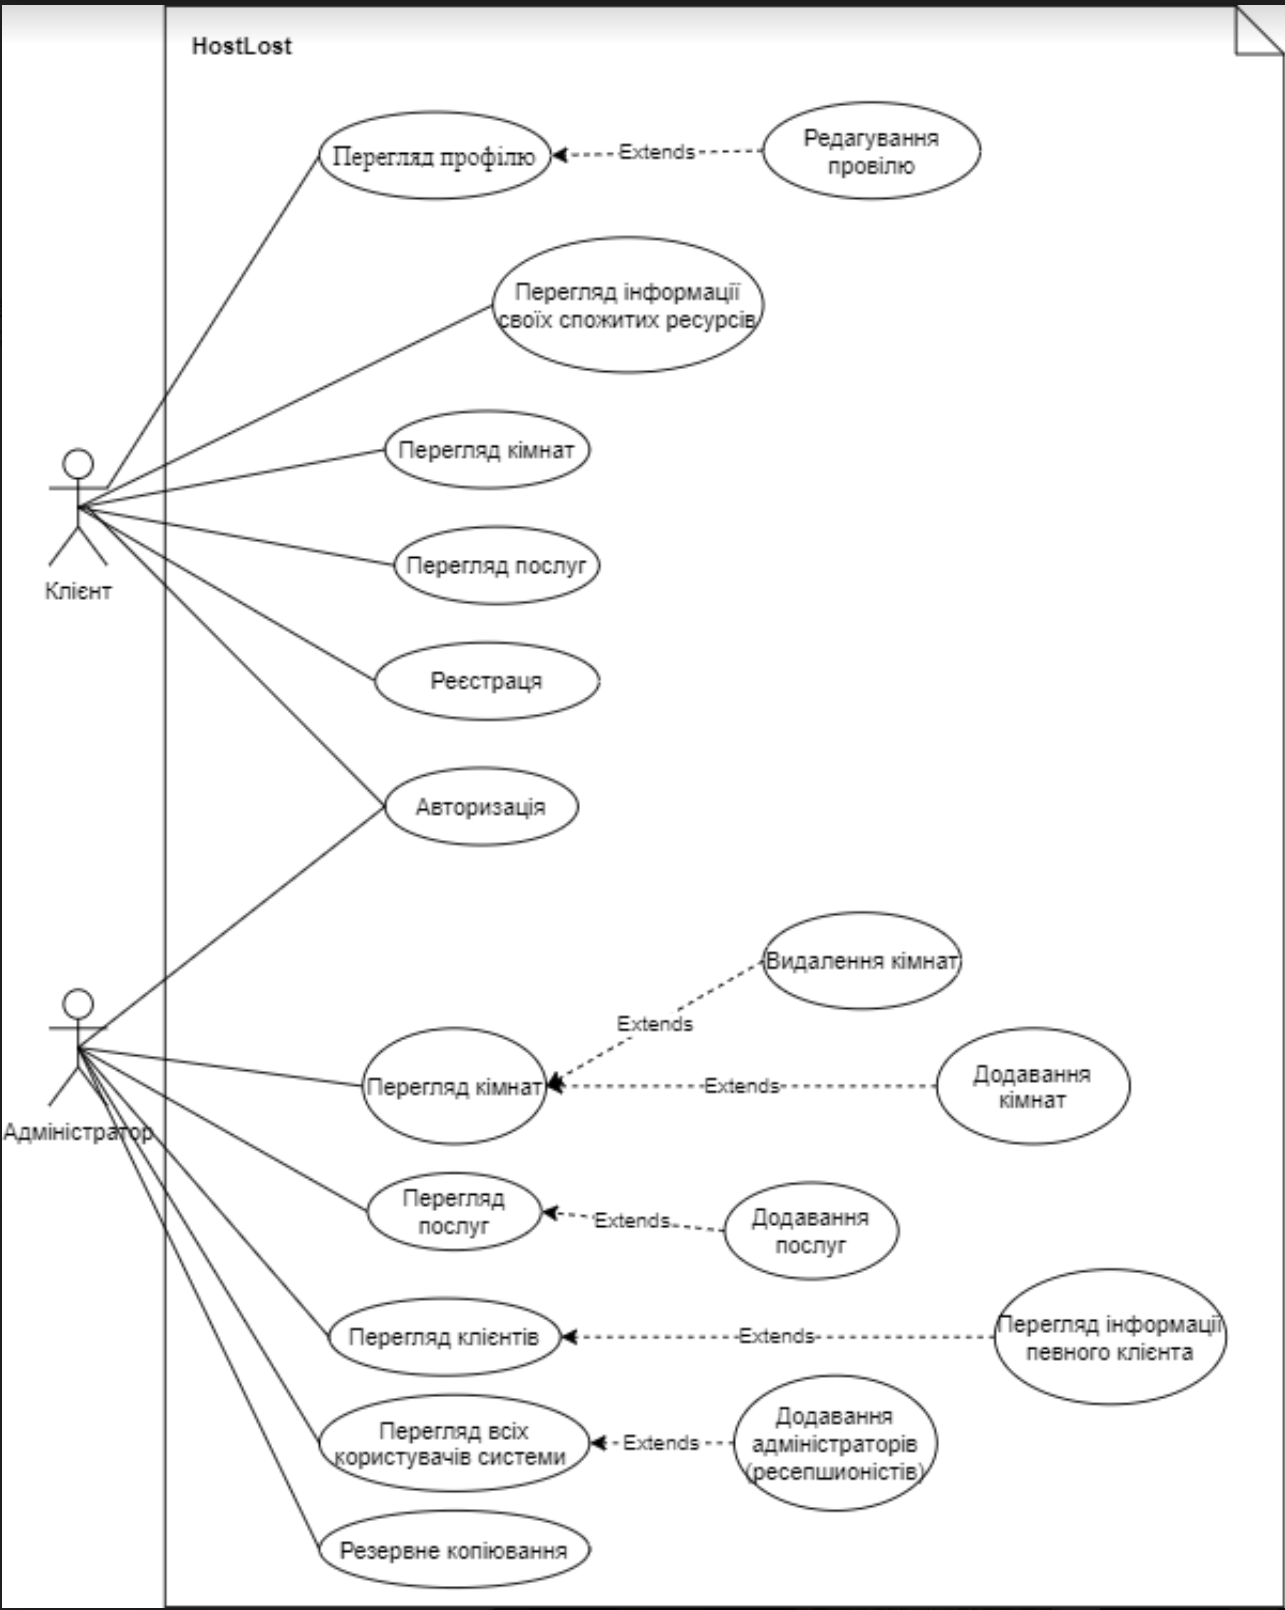 HostLost
Перегляд профілю
Extends
Редагування
провілю
Перегляд інформації
своїх спожитих ресурсів
Перегляд кімнат
Клієнт
Перегляд послуг
Реєстраця
Авторизація
Видалення кімнат
Extends
Перегляд кімнат
Extends
Додавання
кімнат
Адміністратор
Перегляд
послуг
Extends
Додавання
послуг
Перегляд клієнтів
Extends
Перегляд інформації
певного клієнта
Перегляд всіх
користувачів системи
Extends
Додавання
адміністраторів
(ресепшионістів)
Резервне копіювання